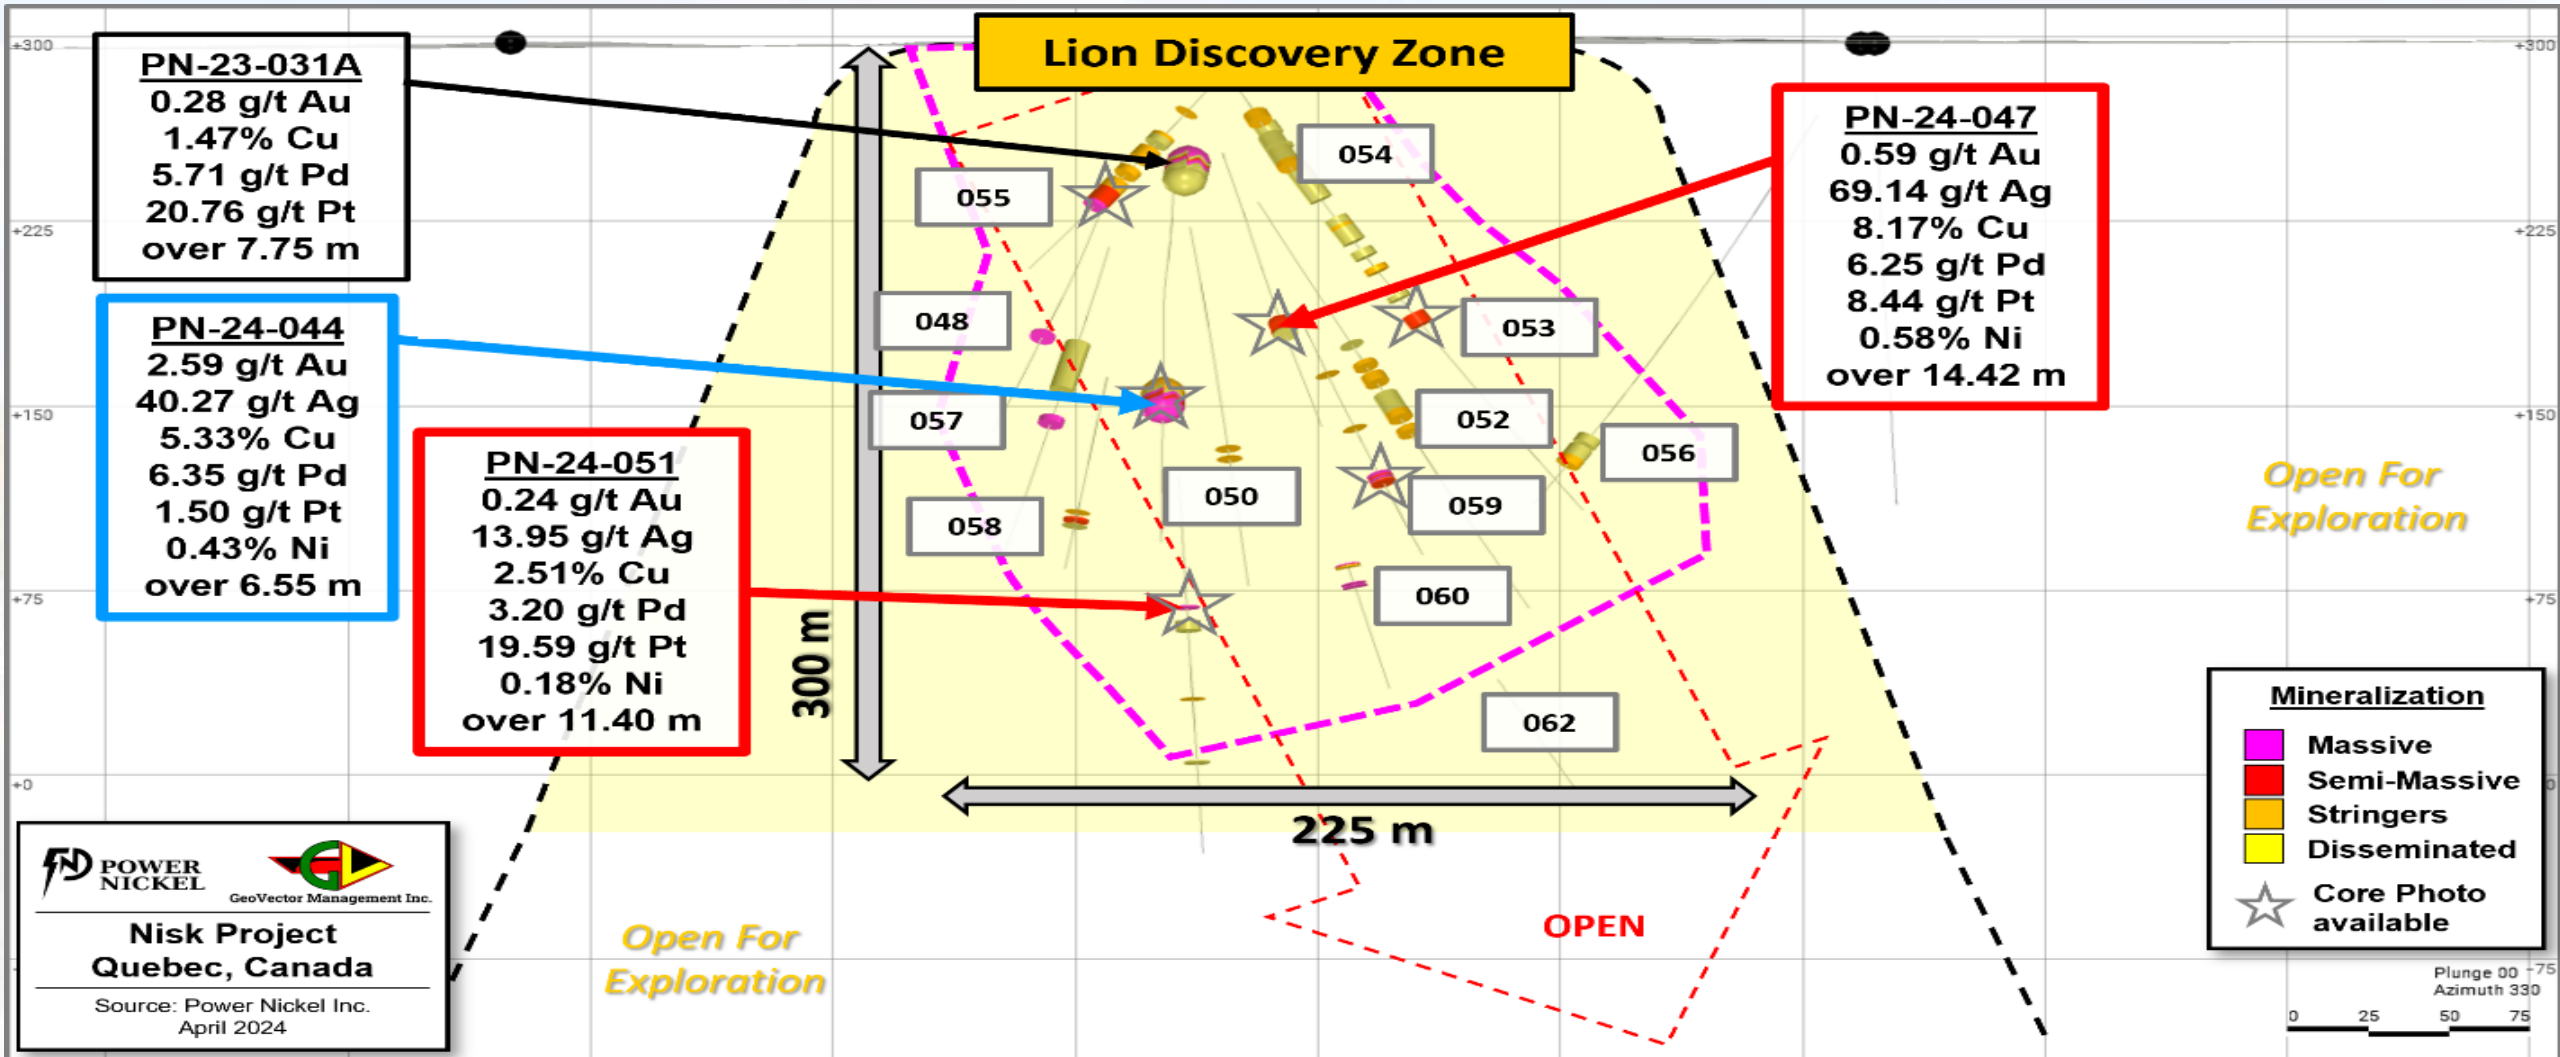 Lion Discovery Zone
+300
+300
PN-23-031A
0.28 g/t Au
1.47% Cu
5.71 g/t Pd
20.76 g/t Pt
over 7.75 m
PN-24-047
0.59 g/t Au
69.14 g/t Ag
8.17% Cu
6.25 g/t Pd
8.44 g/t Pt
0.58% Ni
over 14.42 m
054
055
+225
+225
048
053
PN-24-044
2.59 g/t Au
40.27 g/t Ag
5.33% Cu
6.35 g/t Pd
1.50 g/t Pt
0.43% Ni
over 6.55 m
+150
+150
057
052
056
050
059
058
Open For
Exploration
PN-24-051
0.24 g/t Au
13.95 g/t Ag
2.51% Cu
3.20 g/t Pd
19.59 g/t Pt
0.18% Ni
over 11.40 m
+75
+75
060
300 m
062
+0
225 m
Mineralization
Massive
Semi-Massive
Stringers
Disseminated
Core Photo
available
POWER
NICKEL
GeoVector Management Inc.
Nisk Project
Quebec, Canada
Source: Power Nickel Inc.
April 2024
Open For
Exploration
OPEN
-75
Plunge 00
Azimuth 330
0 25 50 75